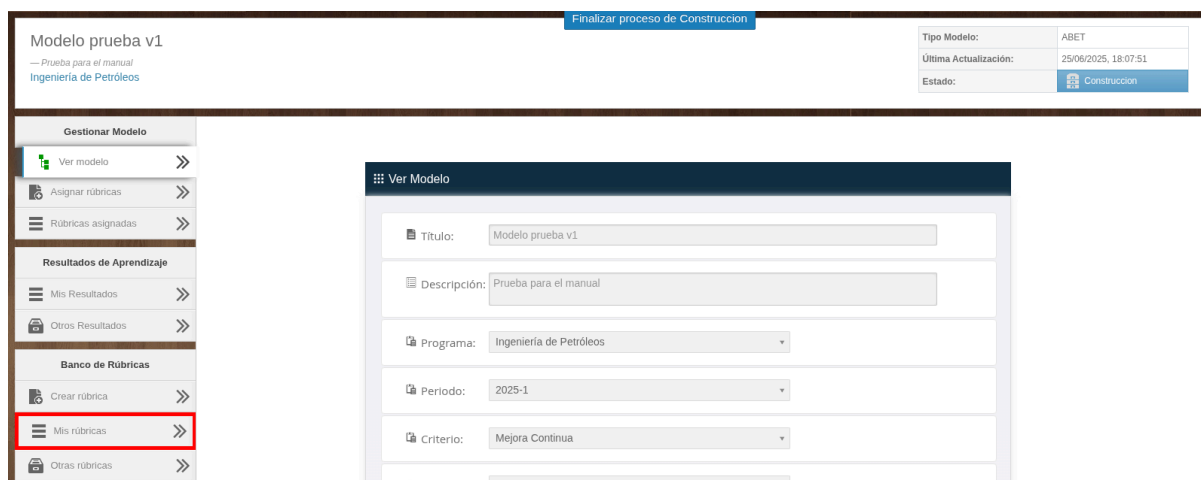 Finalizar proceso de Construccion
Modelo prueba v1
— Prueba para el manual
Ingeniería de Petróleos
Tipo Modelo: ABET
Última Actualización: 25/06/2025, 18:07:51
Estado: Construccion
Gestionar Modelo
Ver modelo
Asignar rúbricas
Rúbricas asignadas
Resultados de Aprendizaje
Mis Resultados
Otros Resultados
Banco de Rúbricas
Crear rúbrica
Mis rúbricas
Otras rúbricas
Ver Modelo
Título: Modelo prueba v1
Descripción: Prueba para el manual
Programa: Ingeniería de Petróleos
Periodo: 2025-1
Criterio: Mejora Continua